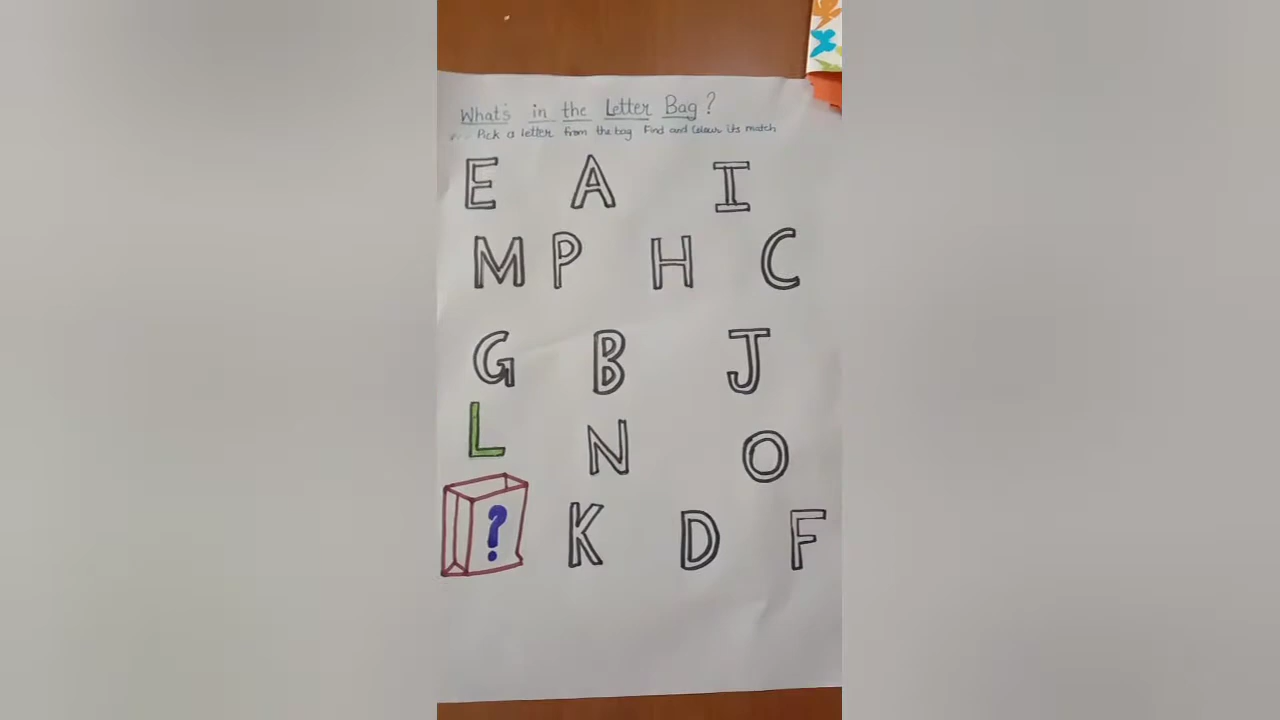 What's in the Letter Bag?
Pick a letter from the bag Find and Colour its match
E A I
M P H C
G B J
L N O
? K D F